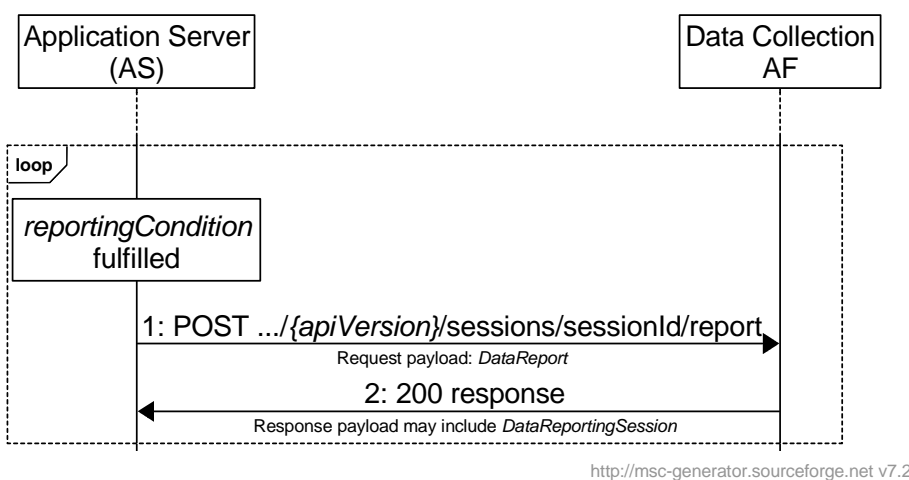 Application Server
(AS)
Data Collection
AF
loop
reportingCondition
fulfilled
1: POST .../{apiVersion}/sessions/sessionId/report
Request payload: DataReport
2: 200 response
Response payload may include DataReportingSession
http://msc-generator.sourceforge.net v7.2